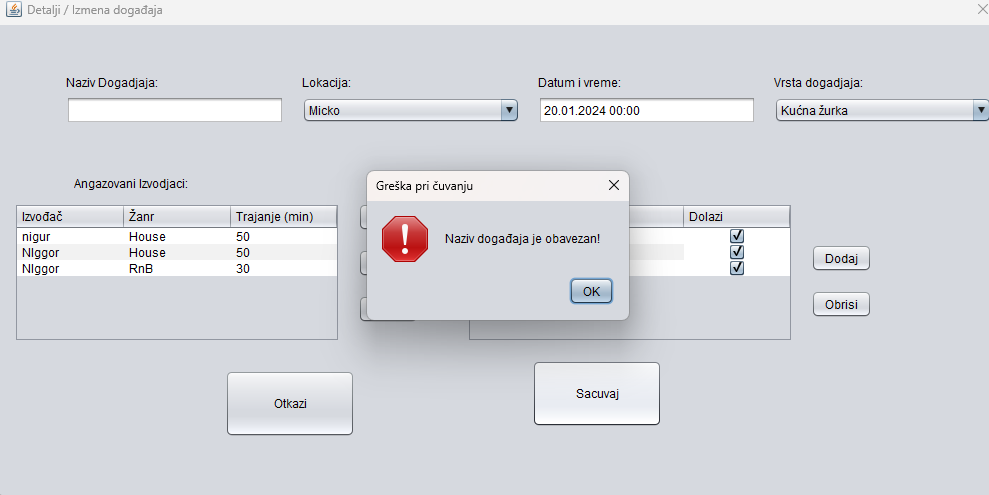 Detalji / Izmena događaja
Naziv Dogadjaja:
Lokacija:
Datum i vreme:
Vrsta dogadjaja:
Micko
20.01.2024 00:00
Kućna žurka
Angazovani Izvodjaci:
Izvođač Žanr Trajanje (min)
nigur House 50
NIggor House 50
NIggor RnB 30
Greška pri čuvanju
Naziv događaja je obavezan!
OK
Dolazi
Dodaj
Obrisi
Otkazi
Sacuvaj